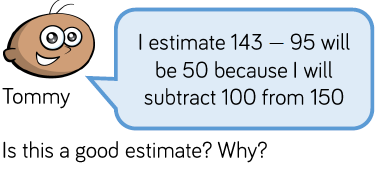 I estimate 143 – 95 will
be 50 because I will
subtract 100 from 150
Tommy
Is this a good estimate? Why?